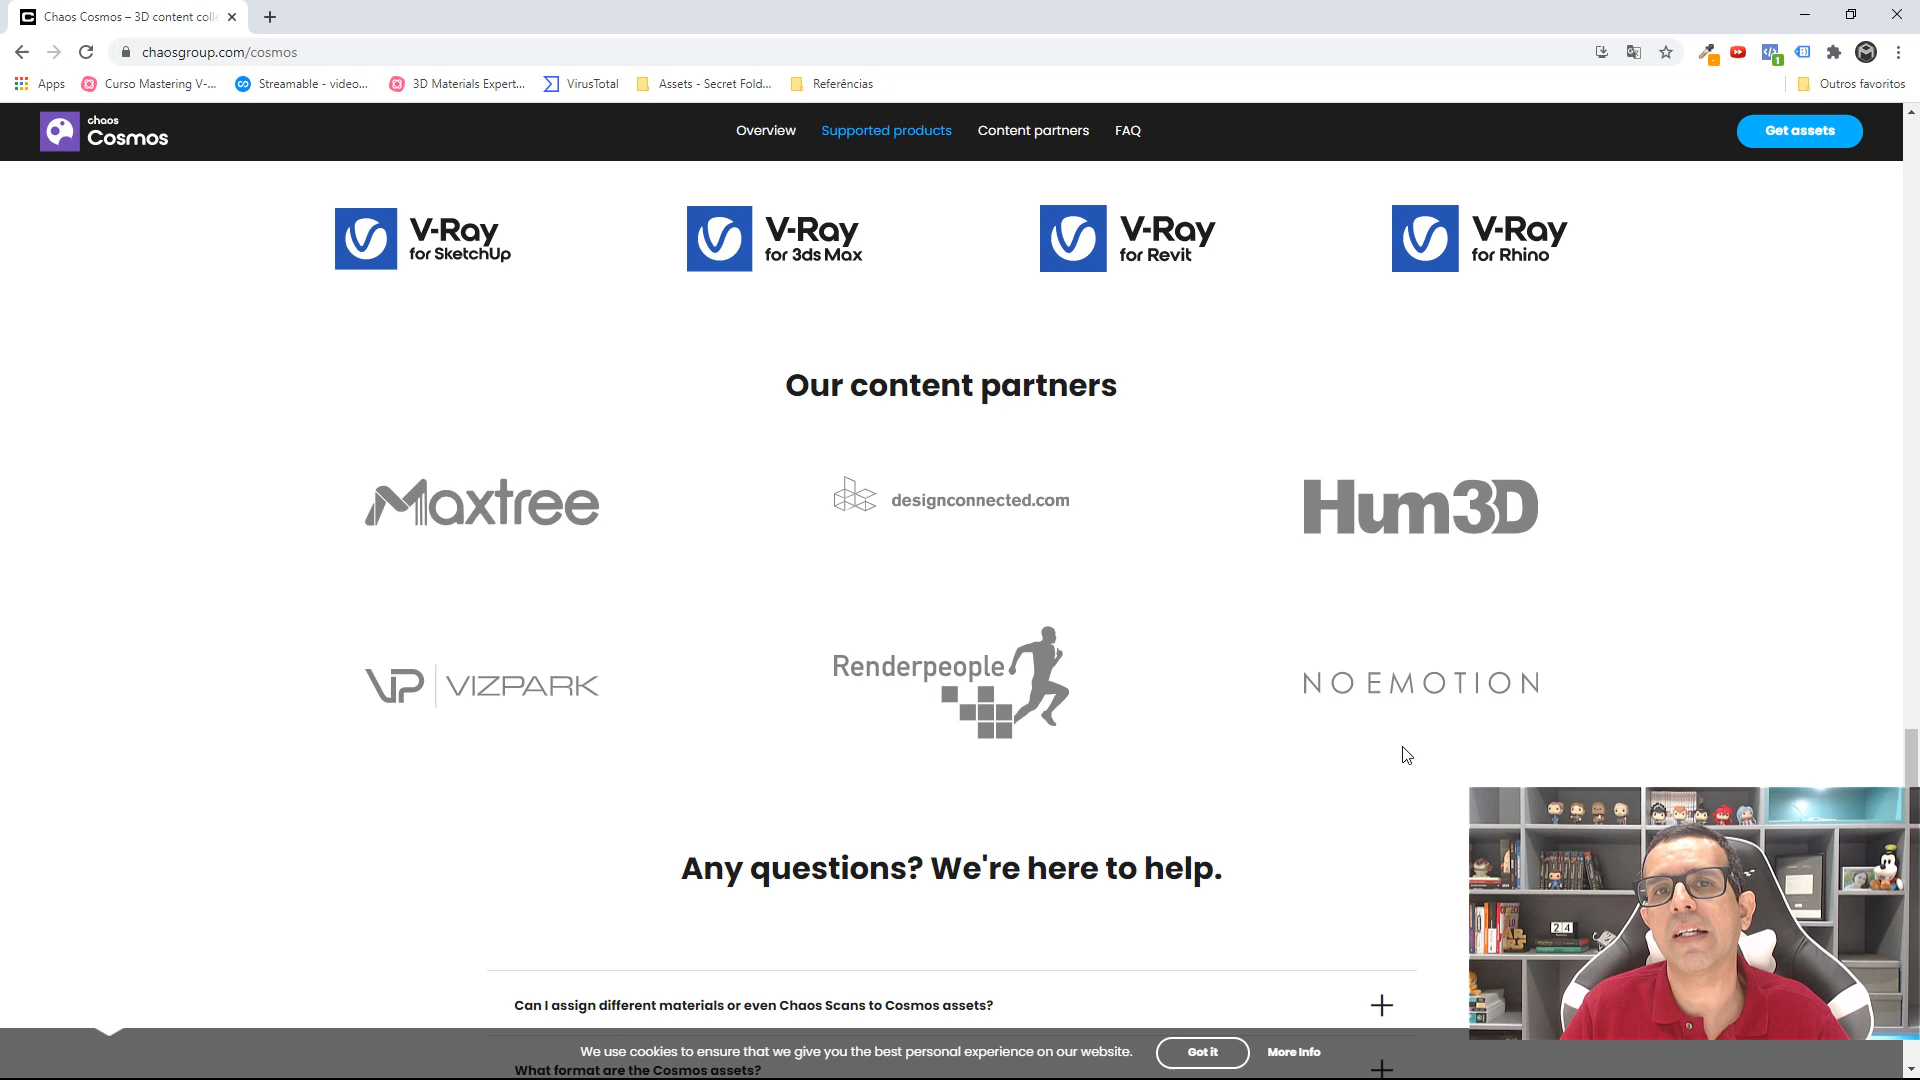 Chaos Cosmos – 3D content colle
chaosgroup.com/cosmos
Apps
Curso Mastering V-...
Streamable - video...
3D Materials Expert...
VirusTotal
Assets - Secret Fold...
Referências
Outros favoritos
chaos
Cosmos
Overview
Supported products
Content partners
FAQ
Get assets
V-Ray
for SketchUp
V-Ray
for 3ds Max
V-Ray
for Revit
V-Ray
for Rhino
Our content partners
Maxtree
designconnected.com
Hum3D
VP VIZPARK
Renderpeople
NOEMOTION
Any questions? We're here to help.
Can I assign different materials or even Chaos Scans to Cosmos assets?
We use cookies to ensure that we give you the best personal experience on our website.
Got it
More Info
What format are the Cosmos assets?
24